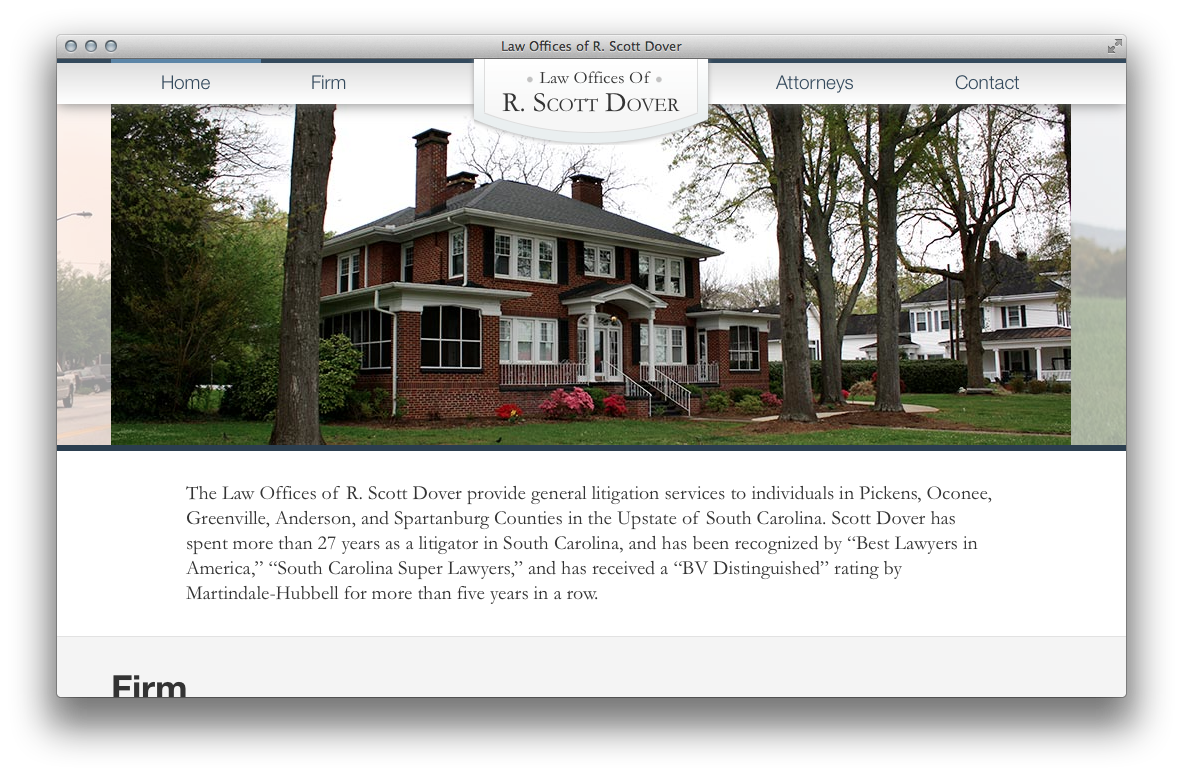 Law Offices of R. Scott Dover
Home Firm Attorneys Contact
• Law Offices Of •
R. Scott Dover
The Law Offices of R. Scott Dover provide general litigation services to individuals in Pickens, Oconee,
Greenville, Anderson, and Spartanburg Counties in the Upstate of South Carolina. Scott Dover has
spent more than 27 years as a litigator in South Carolina, and has been recognized by “Best Lawyers in
America,” “South Carolina Super Lawyers,” and has received a “BV Distinguished” rating by
Martindale-Hubbell for more than five years in a row.
Firm